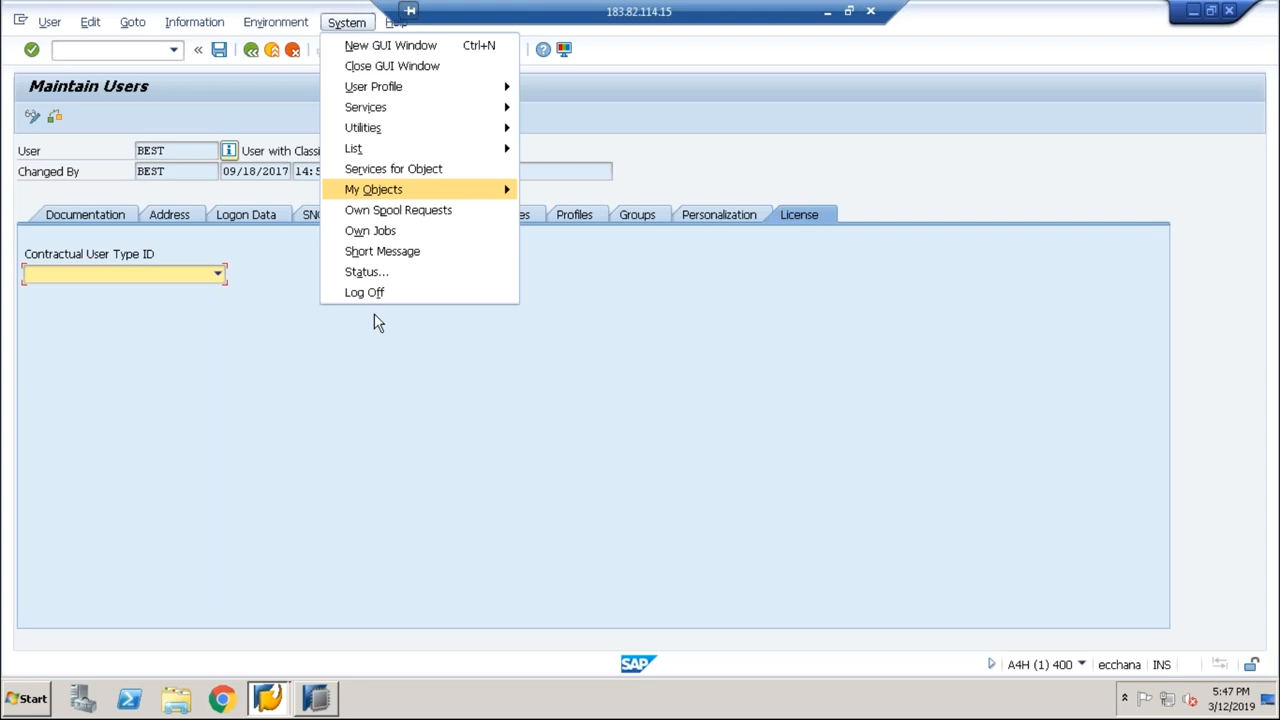 183.82.114.15
User Edit Goto Information Environment System Help
New GUI Window Ctrl+N
Close GUI Window
User Profile
Services
Utilities
List
Services for Object
My Objects
Own Spool Requests
Own Jobs
Short Message
Status...
Log Off
Maintain Users
User BEST User with Classi
Changed By BEST 09/18/2017 14:5
Documentation Address Logon Data SNC es Profiles Groups Personalization License
Contractual User Type ID
SAP A4H (1) 400 ecchana INS
Start 5:47 PM
3/12/2019